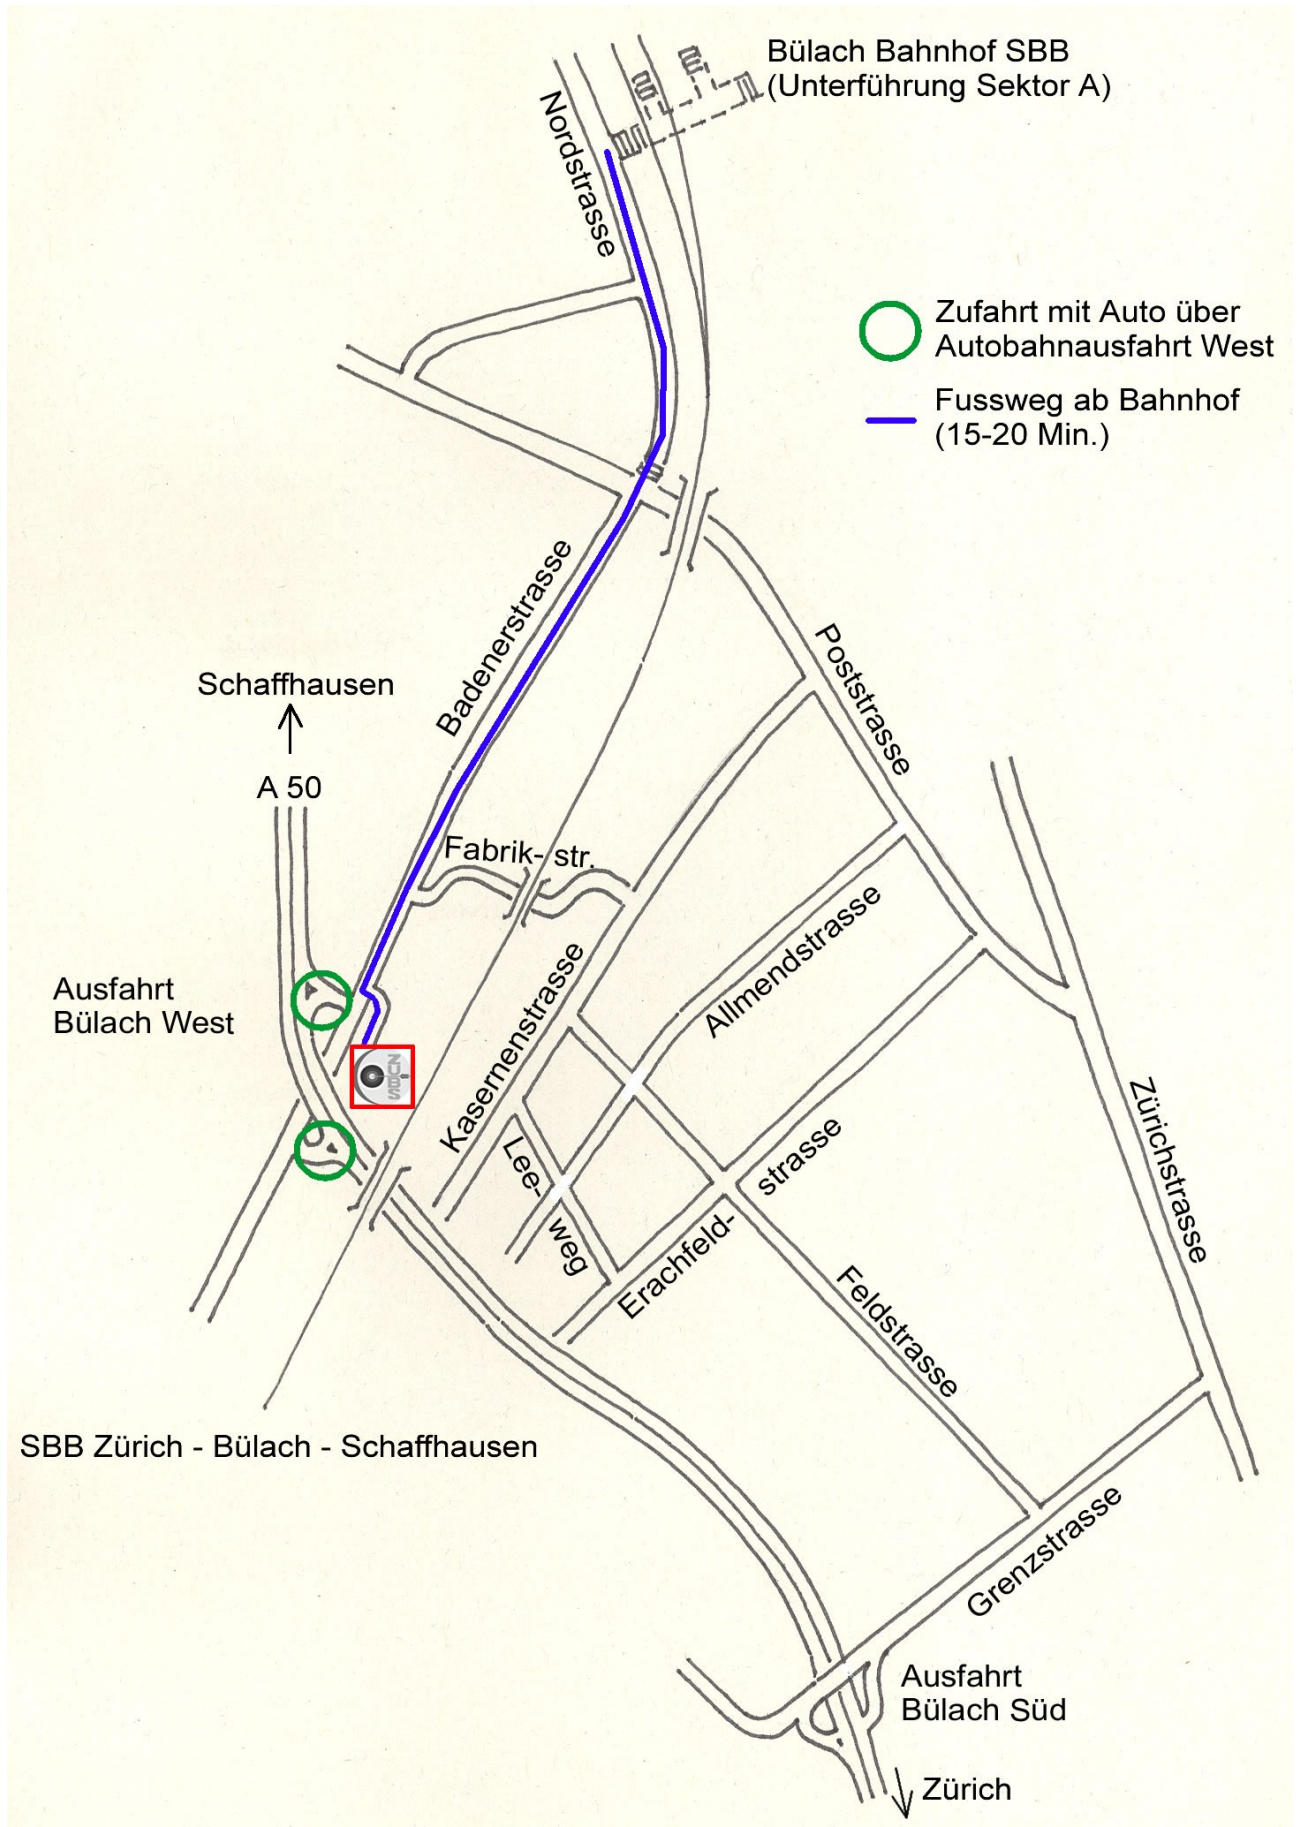 Bülach Bahnhof SBB
(Unterführung Sektor A)
Nordstrasse
Zufahrt mit Auto über
Autobahnausfahrt West
Fussweg ab Bahnhof
(15-20 Min.)
Badenerstrasse
Poststrasse
Schaffhausen
A 50
Fabrik- str.
Allmendstrasse
Ausfahrt
Bülach West
Kasernenstrasse
Zürichstrasse
Lee-
weg
Erachfeld-
strasse
Feldstrasse
SBB Zürich - Bülach - Schaffhausen
Grenzstrasse
Ausfahrt
Bülach Süd
Zürich